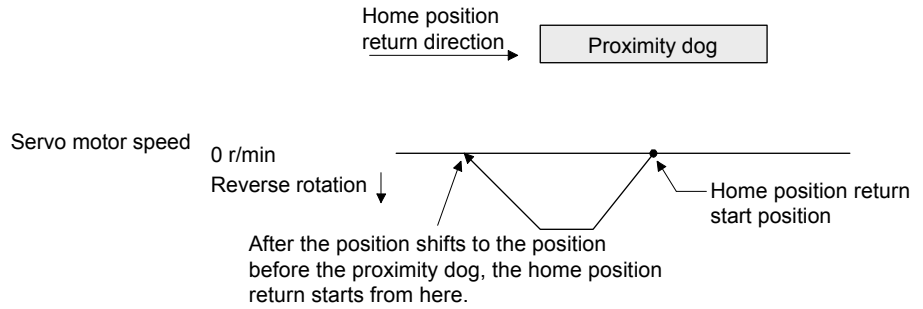 Home position
return direction
Proximity dog
Servo motor speed
0 r/min
Reverse rotation
Home position return
start position
After the position shifts to the position
before the proximity dog, the home position
return starts from here.